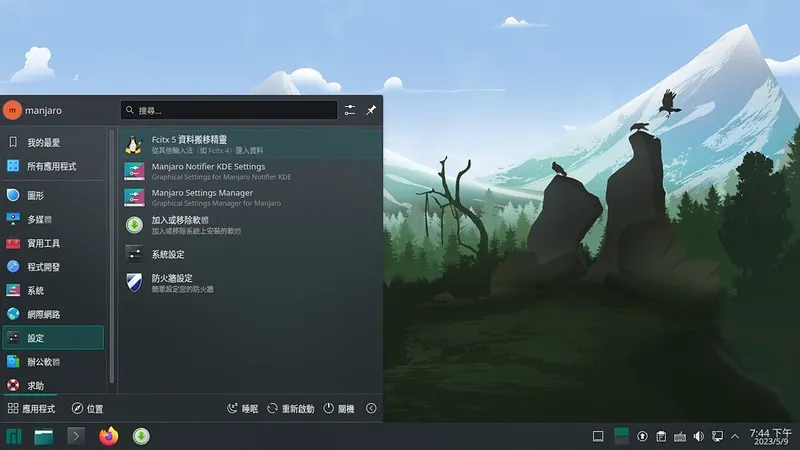 m
manjaro
搜尋...
我的最愛
所有應用程式
圖形
多媒體
實用工具
程式開發
系統
網際網路
設定
辦公軟體
求助
Fcitx 5 資料搬移精靈
從其他輸入法（如 Fcitx 4）匯入資料
Manjaro Notifier KDE Settings
Graphical Settings for Manjaro Notifier KDE
Manjaro Settings Manager
Graphical Settings Manager for Manjaro
加入或移除軟體
加入或移除系統上安裝的軟體
系統設定
防火牆設定
簡單設定您的防火牆
應用程式
位置
睡眠
重新啟動
關機
7:44 下午
2023/5/9